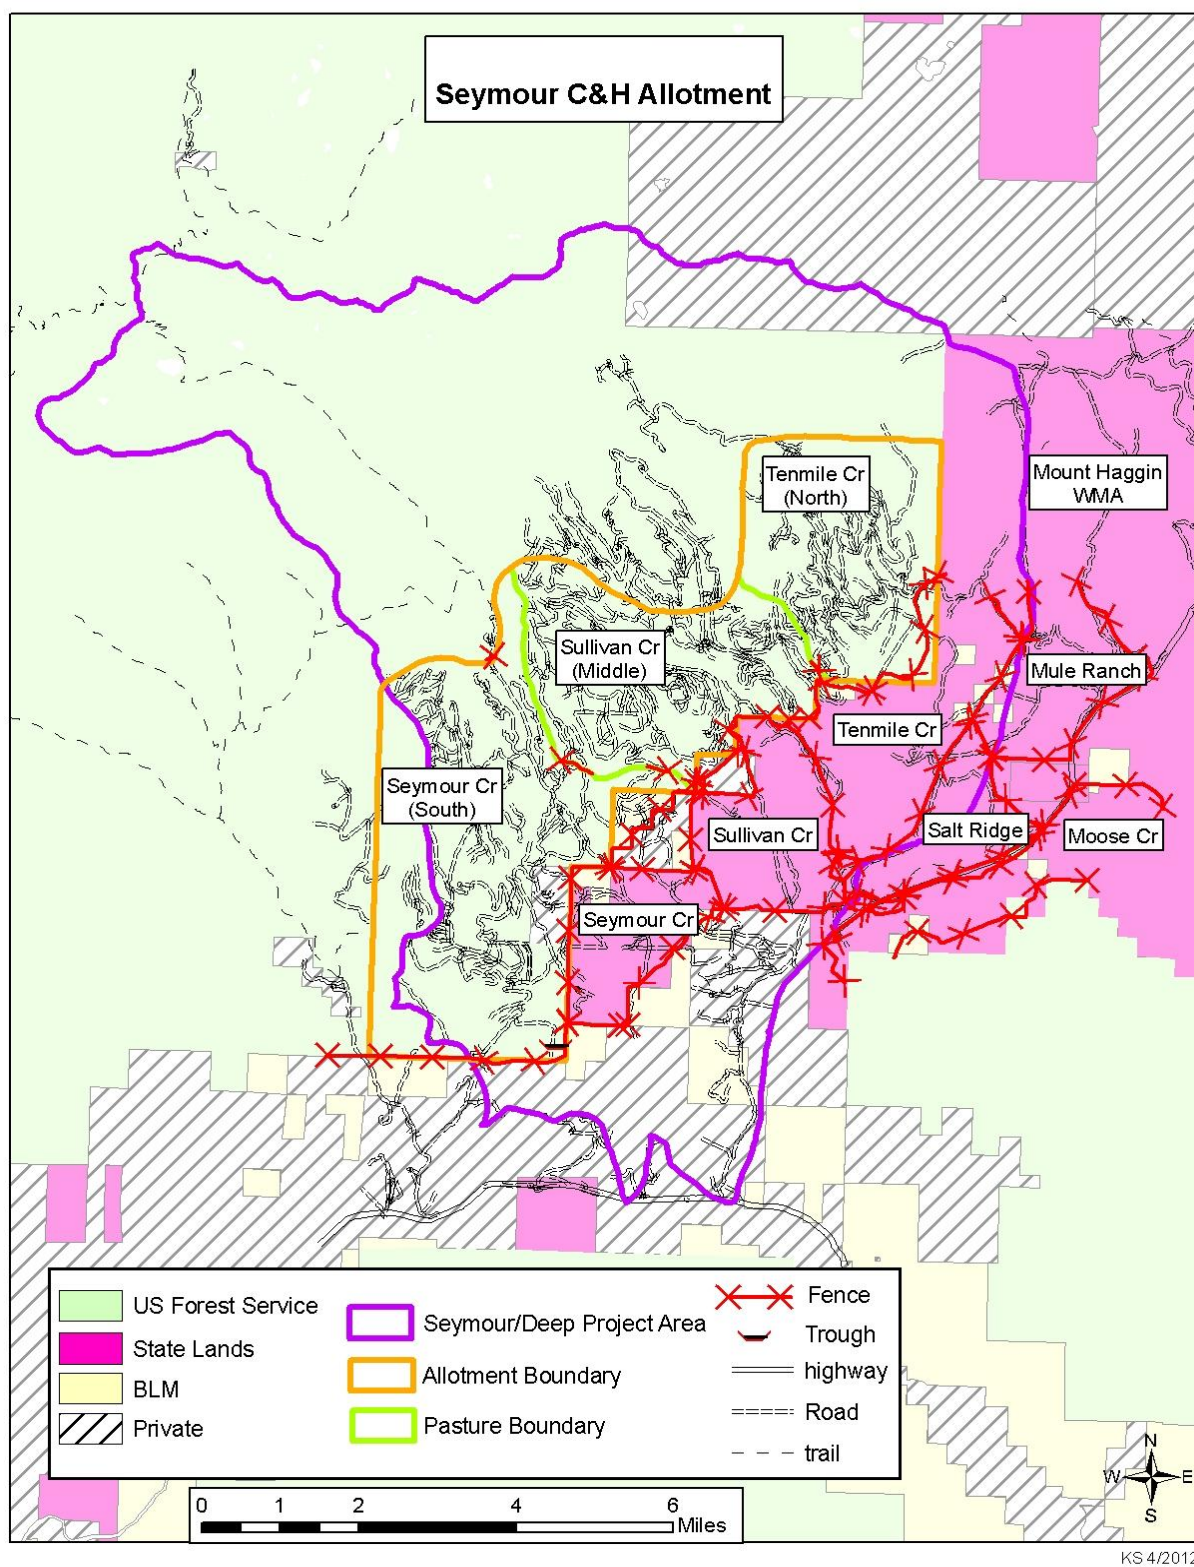 Seymour C&H Allotment
Tenmile Cr
(North)
Mount Haggin
WMA
Sullivan Cr
(Middle)
Mule Ranch
Tenmile Cr
Seymour Cr
(South)
Sullivan Cr
Salt Ridge
Moose Cr
Seymour Cr
US Forest Service
State Lands
BLM
Private
Seymour/Deep Project Area
Allotment Boundary
Pasture Boundary
Fence
Trough
highway
Road
trail
N
W E
S
0 1 2 4 6
Miles
KS 4/2012